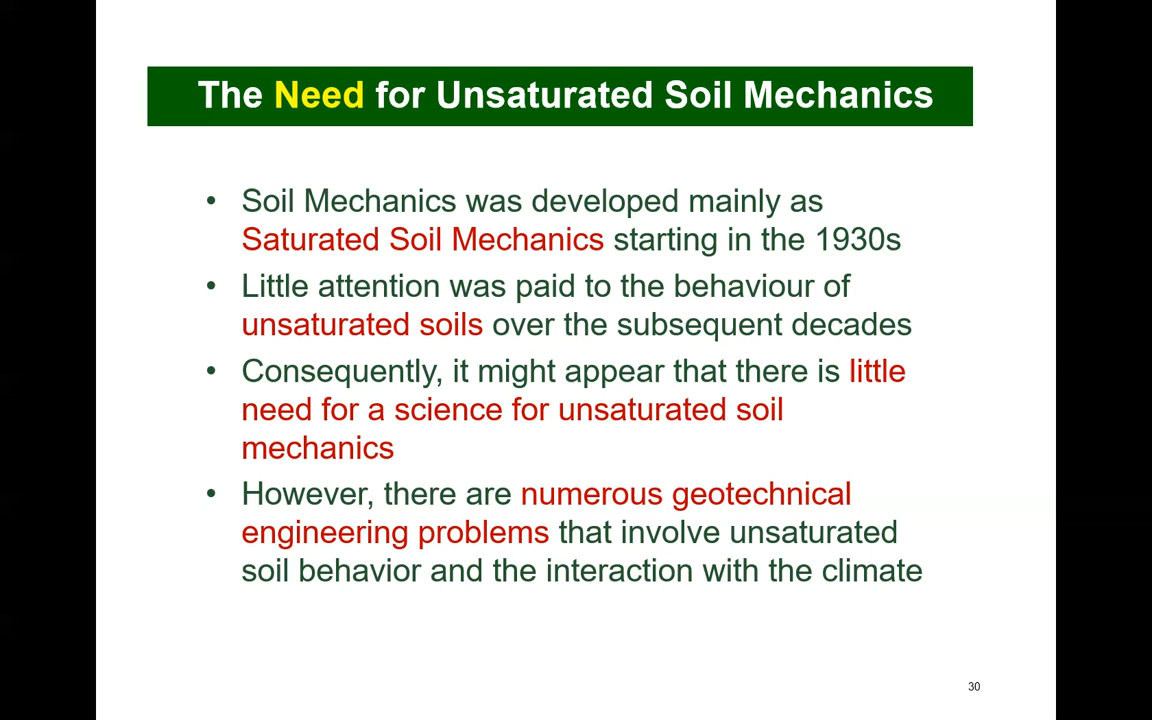 The Need for Unsaturated Soil Mechanics
• Soil Mechanics was developed mainly as
Saturated Soil Mechanics starting in the 1930s
• Little attention was paid to the behaviour of
unsaturated soils over the subsequent decades
• Consequently, it might appear that there is little
need for a science for unsaturated soil
mechanics
• However, there are numerous geotechnical
engineering problems that involve unsaturated
soil behavior and the interaction with the climate
30